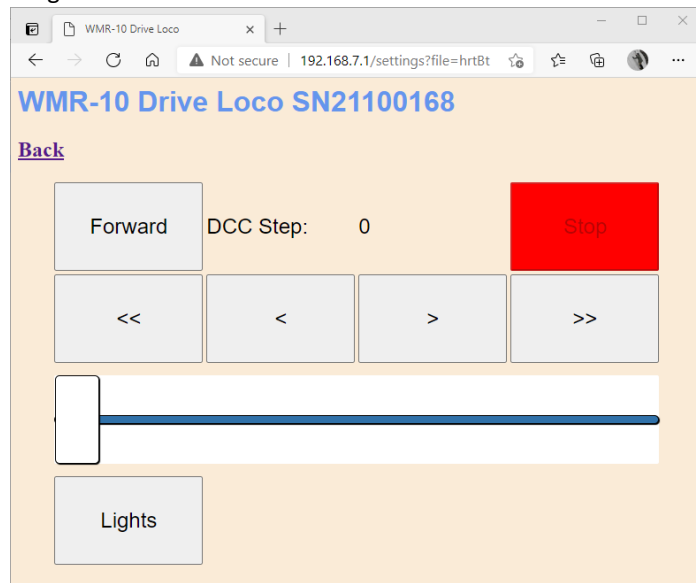 WMR-10 Drive Loco
Not secure | 192.168.7.1/settings?file=hrtBt
WMR-10 Drive Loco SN21100168
Back
Forward DCC Step: 0 Stop
<< < > >>
Lights